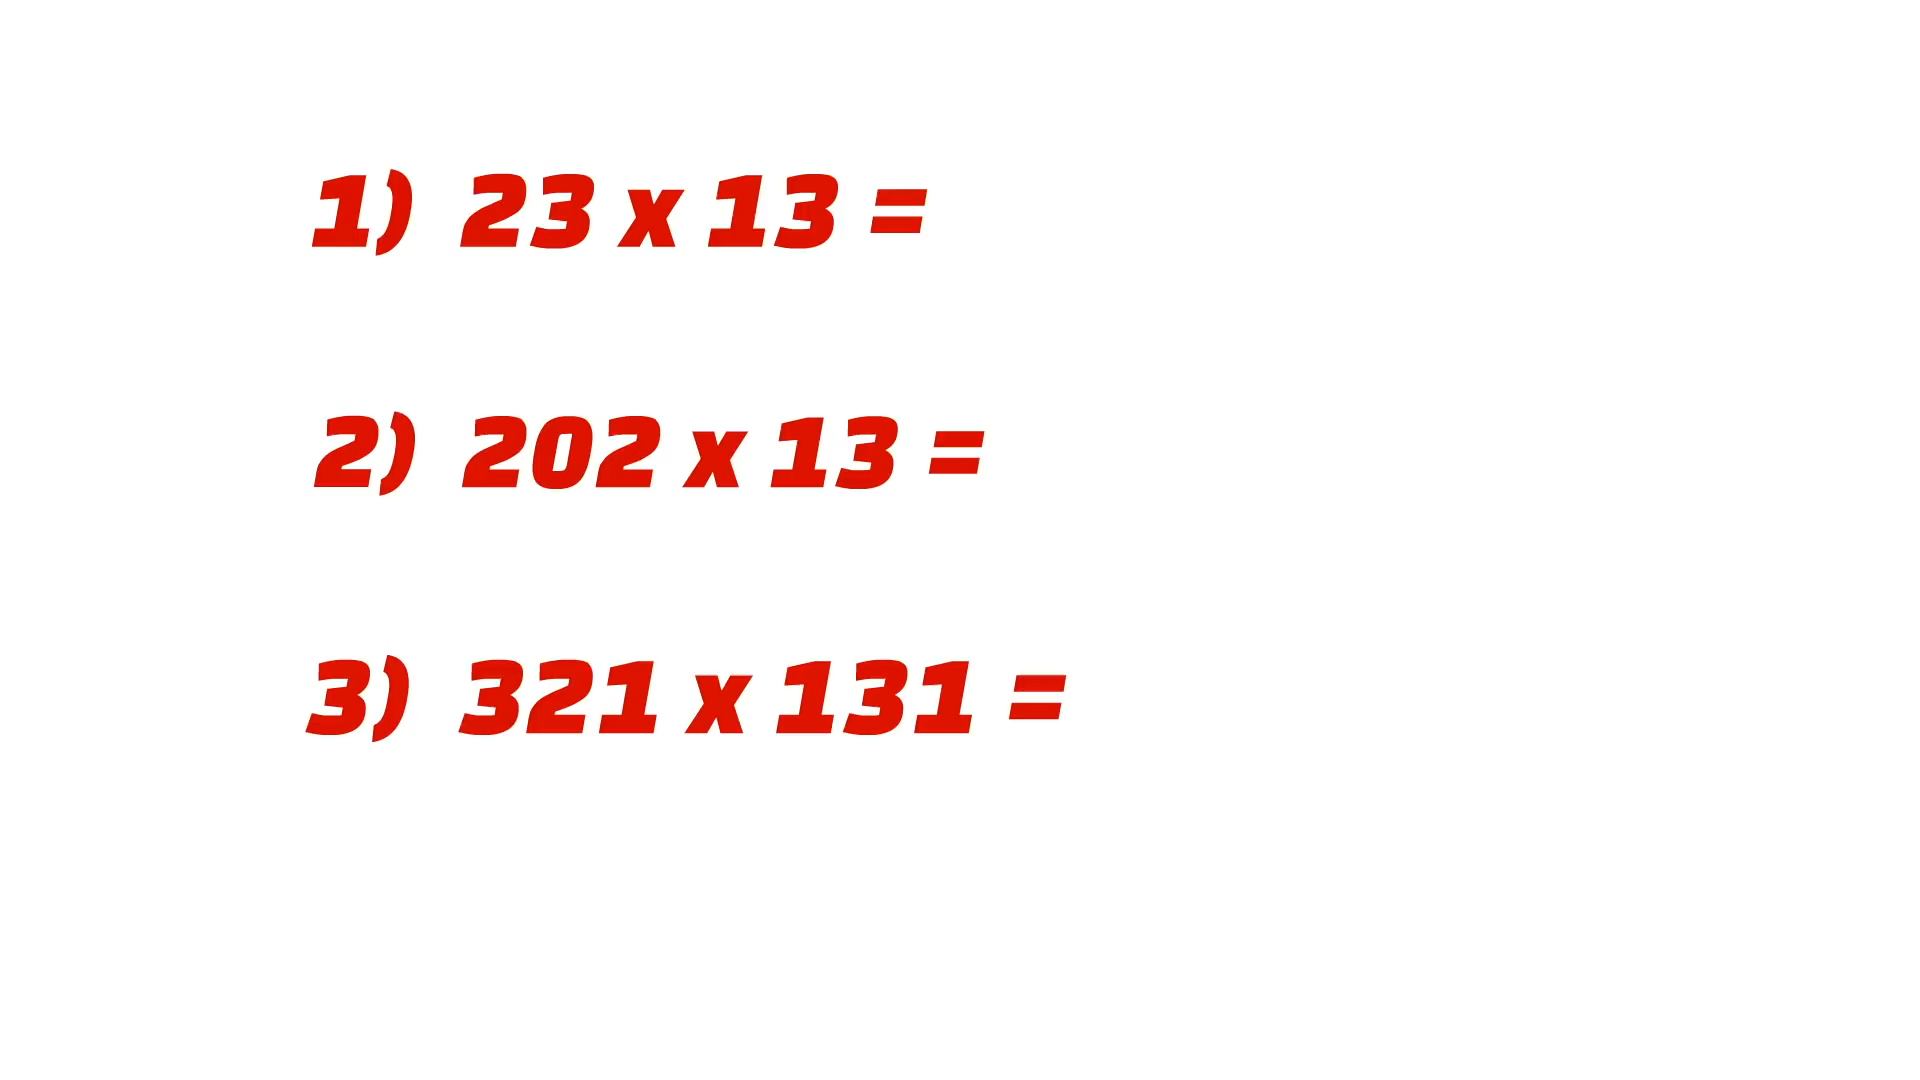 1) 23 x 13 =
2) 202 x 13 =
3) 321 x 131 =